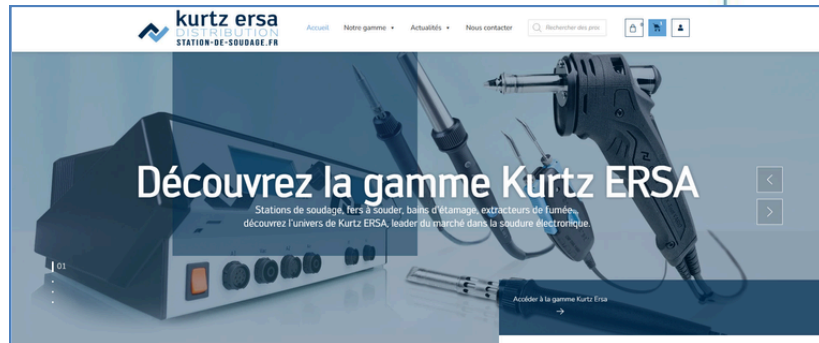 kurtz ersa
DISTRIBUTION
STATION-DE-SOUDAGE.FR
Accueil
Notre gamme
Actualités
Nous contacter
Rechercher des pros
Découvrez la gamme Kurtz ERSA
Stations de soudage, fers à souder, bains d'étamage, extracteurs de fumée...
découvrez l'univers de Kurtz ERSA, leader du marché dans la soudure électronique.
01
Accéder à la gamme Kurtz Ersa